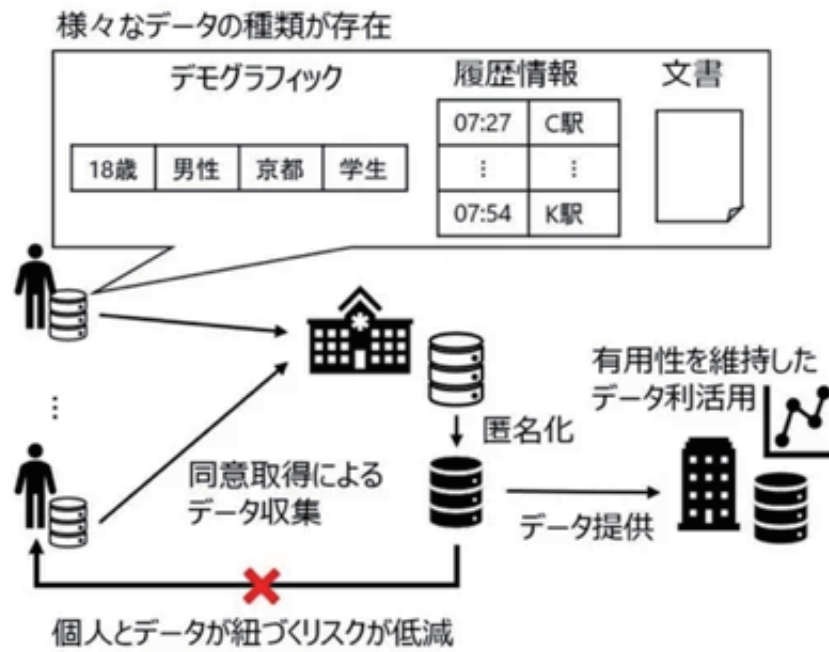 様々なデータの種類が存在
デモグラフィック
履歴情報
文書
18歳 男性 京都 学生
07:27 C駅
⋮ ⋮
07:54 K駅
⋮
有用性を維持した
データ利活用
匿名化
同意取得による
データ収集
データ提供
個人とデータが紐づくリスクが低減